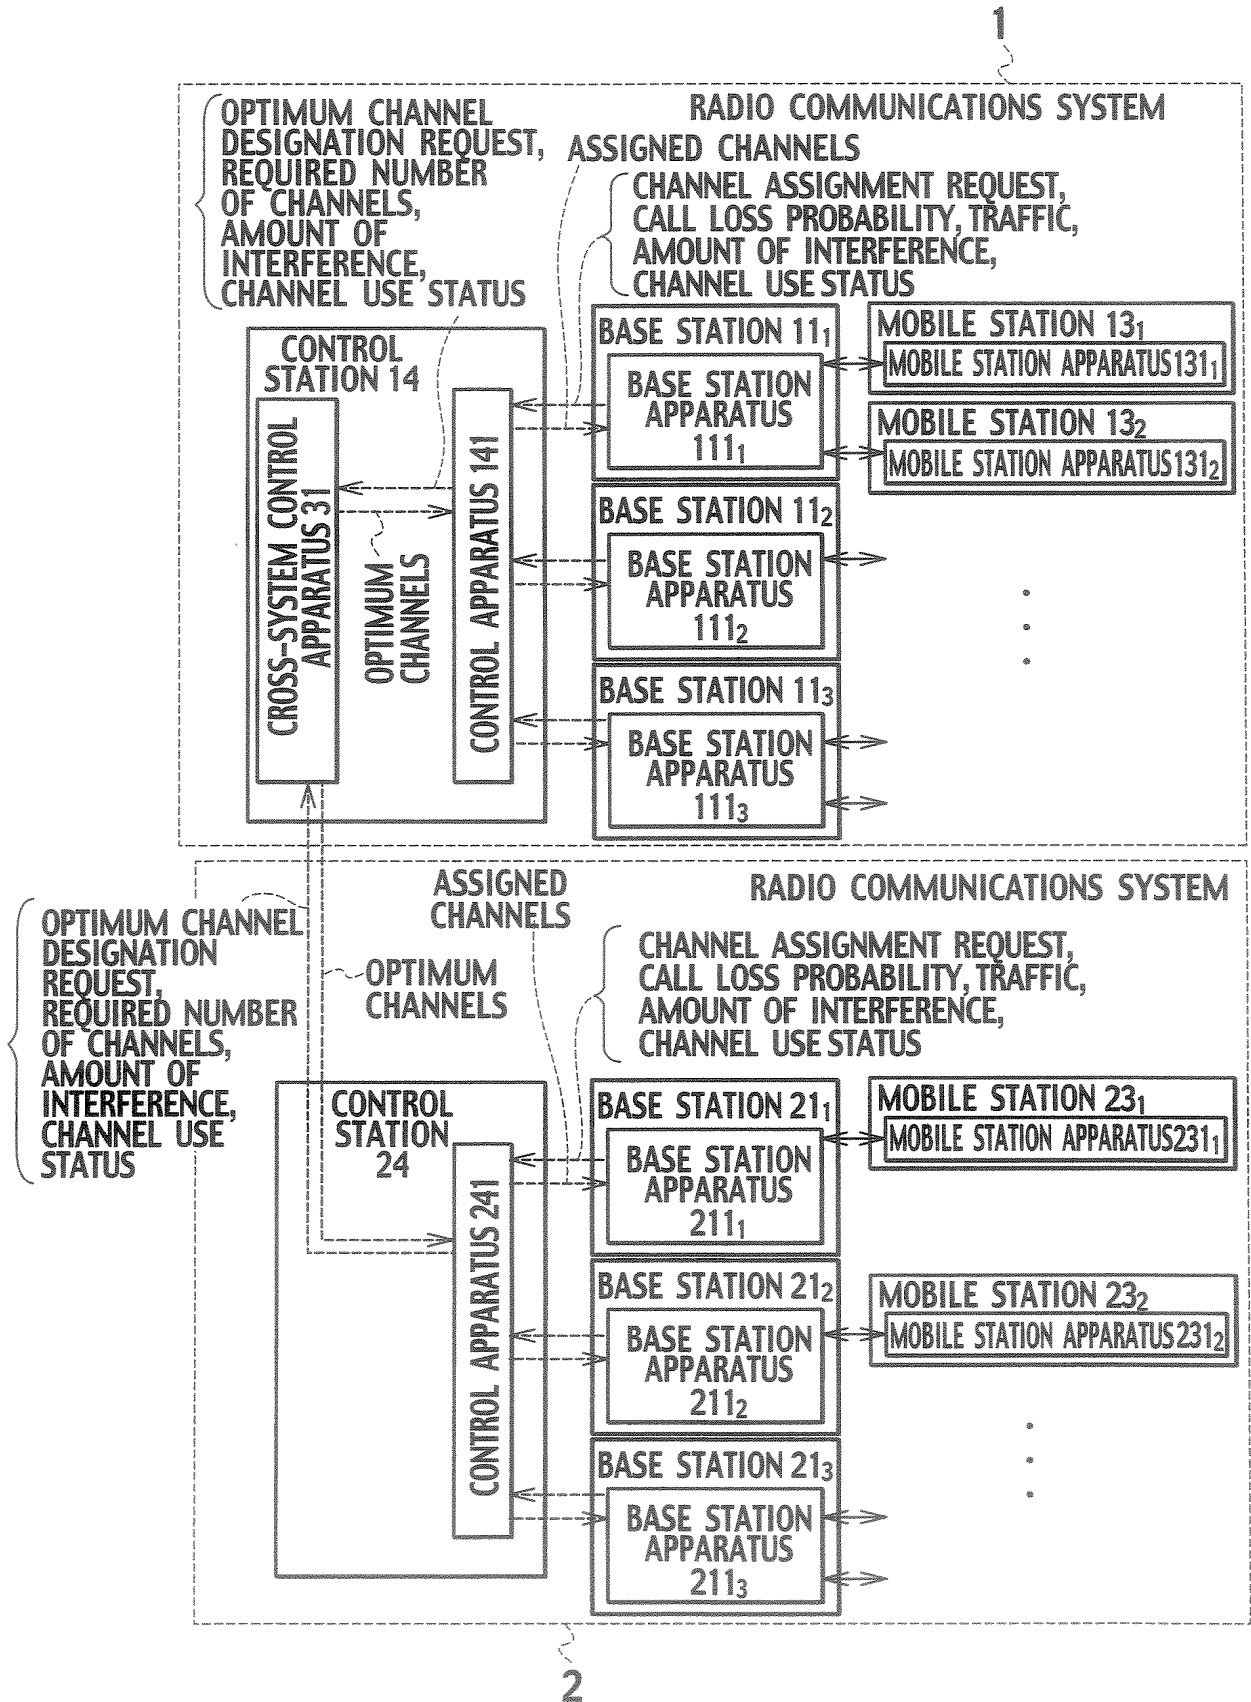 1
RADIO COMMUNICATIONS SYSTEM
OPTIMUM CHANNEL
DESIGNATION REQUEST,
REQUIRED NUMBER
OF CHANNELS,
AMOUNT OF
INTERFERENCE,
CHANNEL USE STATUS
ASSIGNED CHANNELS
CHANNEL ASSIGNMENT REQUEST,
CALL LOSS PROBABILITY, TRAFFIC,
AMOUNT OF INTERFERENCE,
CHANNEL USE STATUS
CONTROL
STATION 14
CROSS-SYSTEM CONTROL
APPARATUS 31
OPTIMUM
CHANNELS
CONTROL APPARATUS 141
BASE STATION 11₁
BASE STATION
APPARATUS
111₁
MOBILE STATION 13₁
MOBILE STATION APPARATUS131₁
MOBILE STATION 13₂
MOBILE STATION APPARATUS131₂
BASE STATION 11₂
BASE STATION
APPARATUS
111₂
BASE STATION 11₃
BASE STATION
APPARATUS
111₃
RADIO COMMUNICATIONS SYSTEM
OPTIMUM CHANNEL
DESIGNATION
REQUEST,
REQUIRED NUMBER
OF CHANNELS,
AMOUNT OF
INTERFERENCE,
CHANNEL USE
STATUS
ASSIGNED
CHANNELS
OPTIMUM
CHANNELS
CHANNEL ASSIGNMENT REQUEST,
CALL LOSS PROBABILITY, TRAFFIC,
AMOUNT OF INTERFERENCE,
CHANNEL USE STATUS
CONTROL
STATION
24
CONTROL APPARATUS 241
BASE STATION 21₁
BASE STATION
APPARATUS
211₁
MOBILE STATION 23₁
MOBILE STATION APPARATUS231₁
BASE STATION 21₂
BASE STATION
APPARATUS
211₂
MOBILE STATION 23₂
MOBILE STATION APPARATUS231₂
BASE STATION 21₃
BASE STATION
APPARATUS
211₃
2